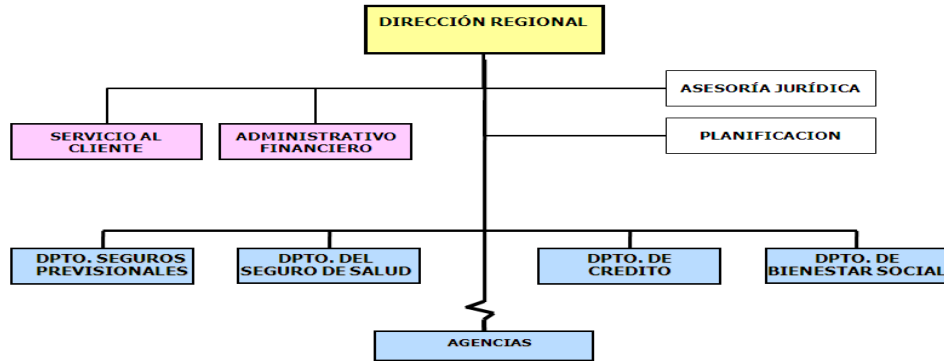 DIRECCIÓN REGIONAL
ASESORÍA JURÍDICA
SERVICIO AL
CLIENTE
ADMINISTRATIVO
FINANCIERO
PLANIFICACION
DPTO. SEGUROS
PREVISIONALES
DPTO. DEL
SEGURO DE SALUD
DPTO. DE
CREDITO
DPTO. DE
BIENESTAR SOCIAL
AGENCIAS